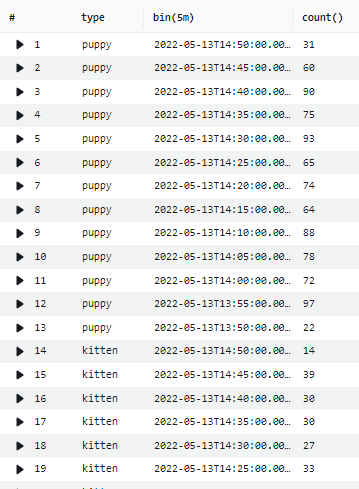 # type bin(5m) count()
1 puppy 2022-05-13T14:50:00.00... 31
2 puppy 2022-05-13T14:45:00.00... 60
3 puppy 2022-05-13T14:40:00.00... 90
4 puppy 2022-05-13T14:35:00.00... 75
5 puppy 2022-05-13T14:30:00.00... 93
6 puppy 2022-05-13T14:25:00.00... 65
7 puppy 2022-05-13T14:20:00.00... 74
8 puppy 2022-05-13T14:15:00.00... 64
9 puppy 2022-05-13T14:10:00.00... 88
10 puppy 2022-05-13T14:05:00.00... 78
11 puppy 2022-05-13T14:00:00.00... 72
12 puppy 2022-05-13T13:55:00.00... 97
13 puppy 2022-05-13T13:50:00.00... 22
14 kitten 2022-05-13T14:50:00.00... 14
15 kitten 2022-05-13T14:45:00.00... 39
16 kitten 2022-05-13T14:40:00.00... 30
17 kitten 2022-05-13T14:35:00.00... 30
18 kitten 2022-05-13T14:30:00.00... 27
19 kitten 2022-05-13T14:25:00.00... 33